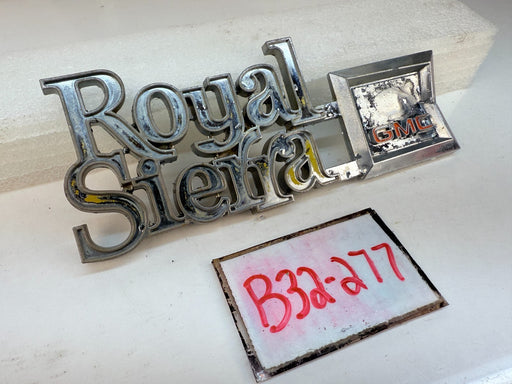 Royal
Sierra
GMC
B32-277